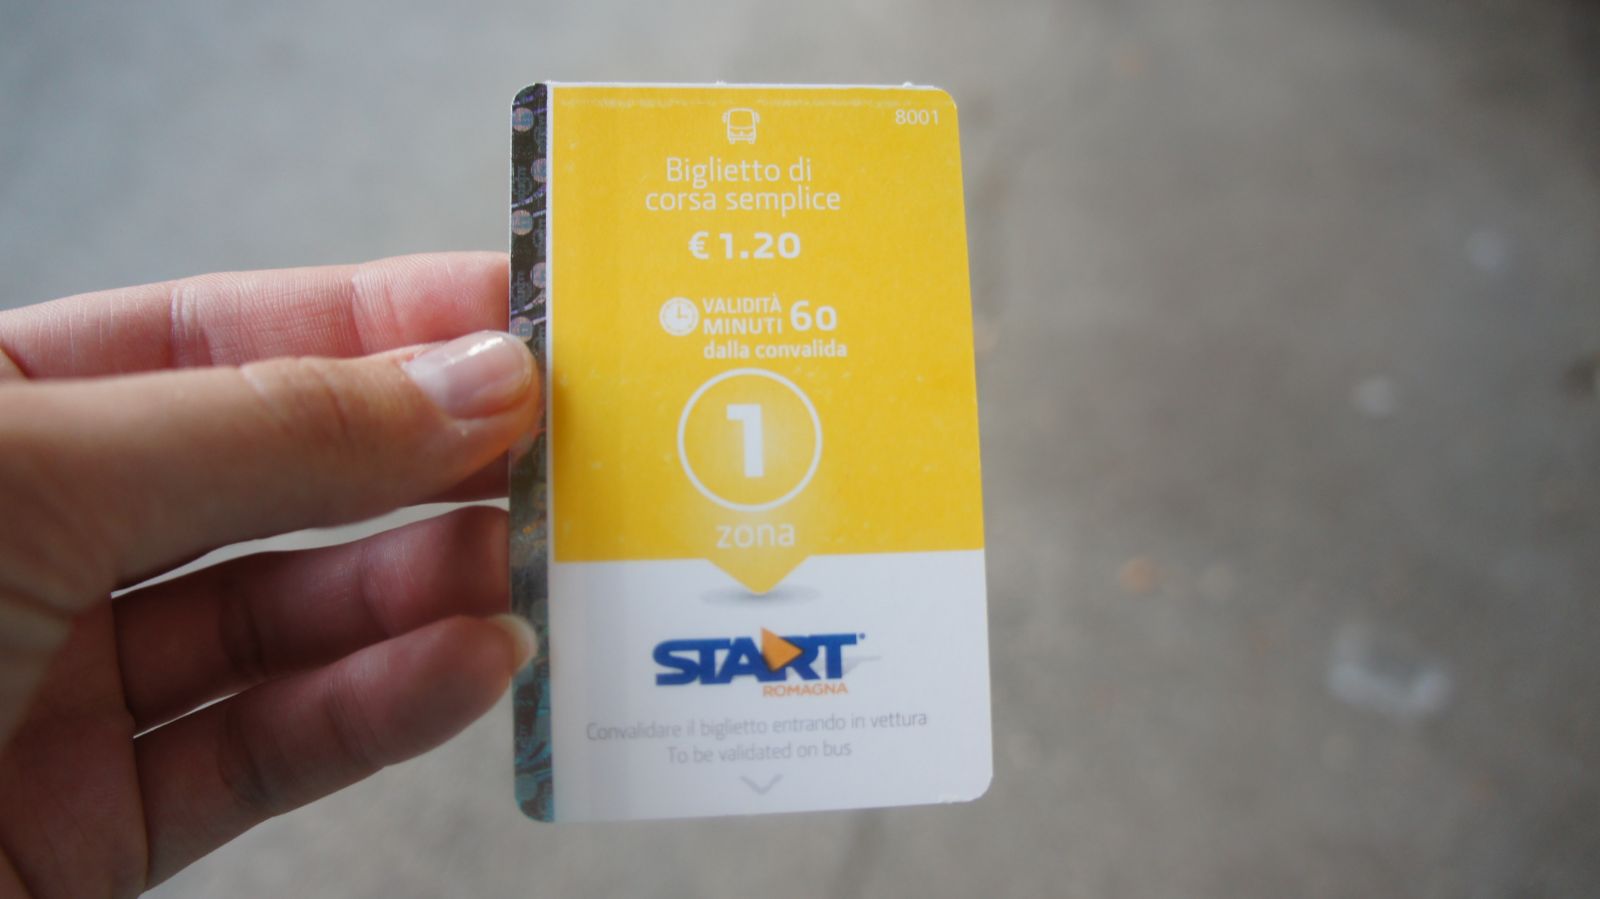 8001
Biglietto di
corsa semplice
€ 1.20
VALIDITÀ
MINUTI 60
dalla convalida
1
zona
START
ROMAGNA
Convalidare il biglietto entrando in vettura
To be validated on bus